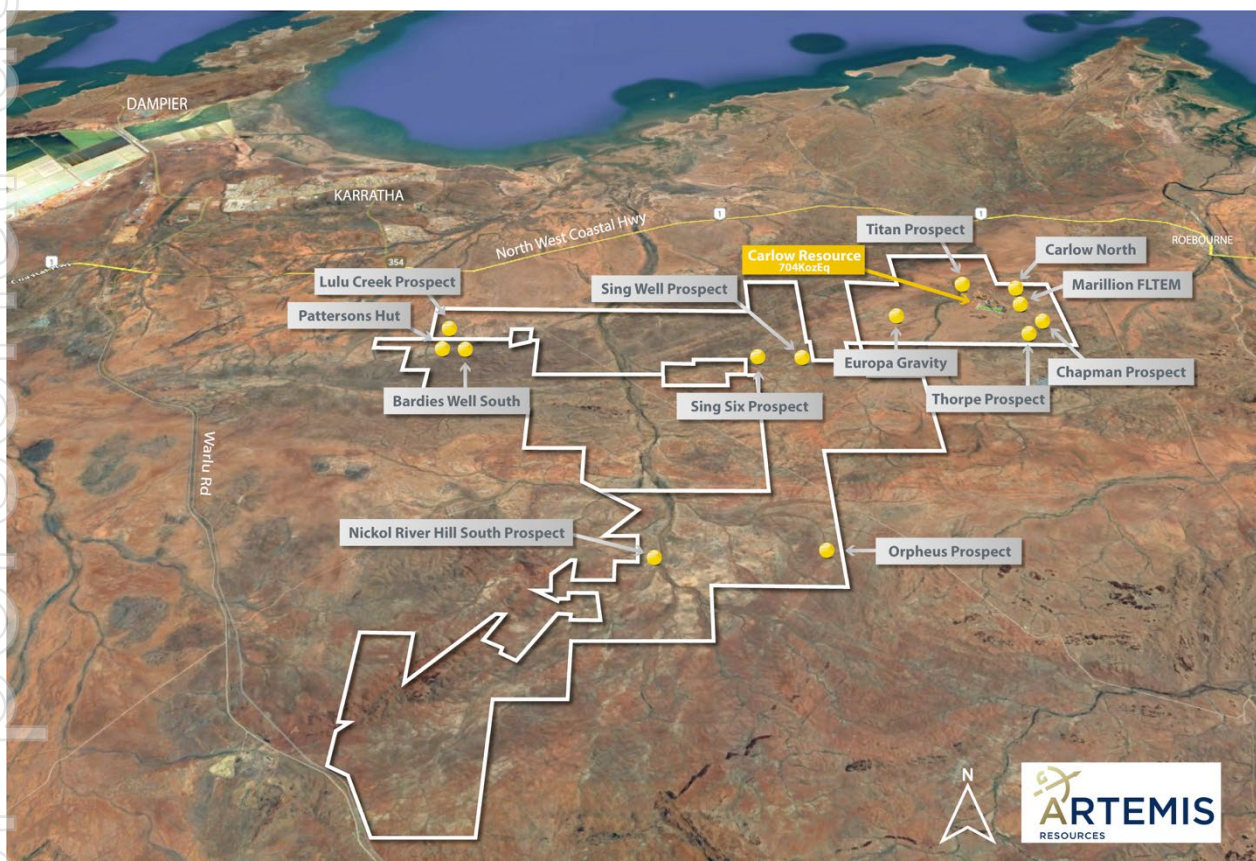 DAMPIER
KARRATHA
North West Coastal Hwy
1
1
1
354
ROEBOURNE
Titan Prospect
Carlow North
Carlow Resource
704KozEq
Marillion FLTEM
Lulu Creek Prospect
Sing Well Prospect
Pattersons Hut
Europa Gravity
Chapman Prospect
Bardies Well South
Sing Six Prospect
Thorpe Prospect
Warlu Rd
Nickol River Hill South Prospect
Orpheus Prospect
N
ARTEMIS
RESOURCES